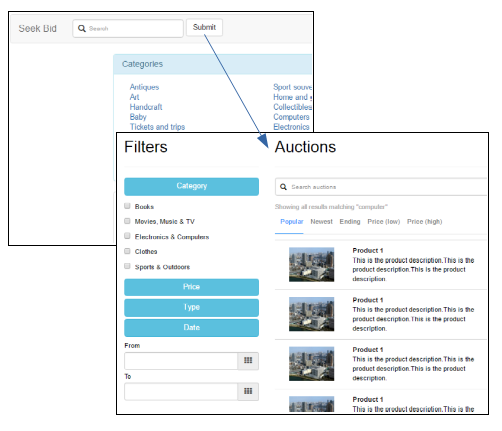 Seek Bid
Search
Submit
Categories
Antiques
Art
Handcraft
Baby
Tickets and trips
Sport souve
Home and
Collectibles
Computers
Electronics
Filters
Category
Books
Movies, Music & TV
Electronics & Computers
Clothes
Sports & Outdoors
Price
Type
Date
From
To
Auctions
Search auctions
Showing all results matching "computer"
Popular Newest Ending Price (low) Price (high)
Product 1
This is the product description.This is the
product description.This is the product
description
Product 1
This is the product description.This is the
product description.This is the product
description.
Product 1
This is the product description.This is the
product description.This is the product
description.
Product 1
This is the product description.This is the